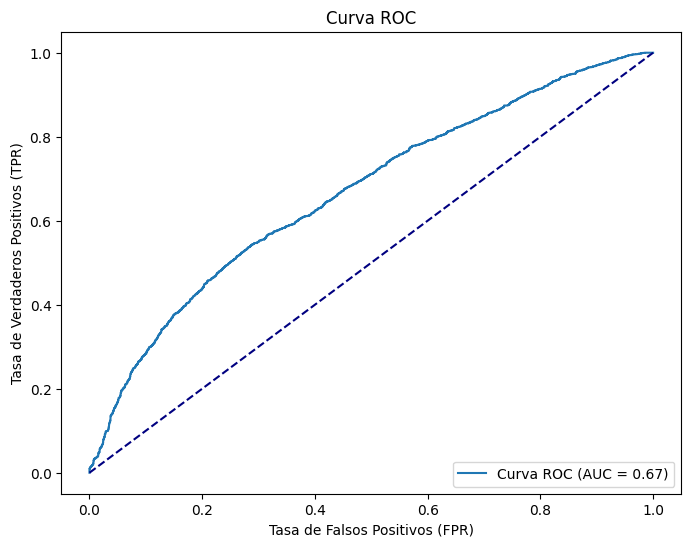 Curva ROC
Tasa de Verdaderos Positivos (TPR)
1.0
0.8
0.6
0.4
0.2
0.0
Curva ROC (AUC = 0.67)
0.0 0.2 0.4 0.6 0.8 1.0
Tasa de Falsos Positivos (FPR)